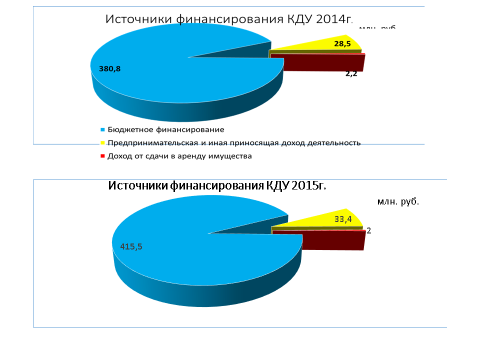 Источники финансирования КДУ 2014г.
млн. руб.
28,5
380,8
2,2
Бюджетное финансирование
Предпринимательская и иная приносящая доход деятельность
Доход от сдачи в аренду имущества
Источники финансирования КДУ 2015г.
млн. руб.
33,4
2
415,5